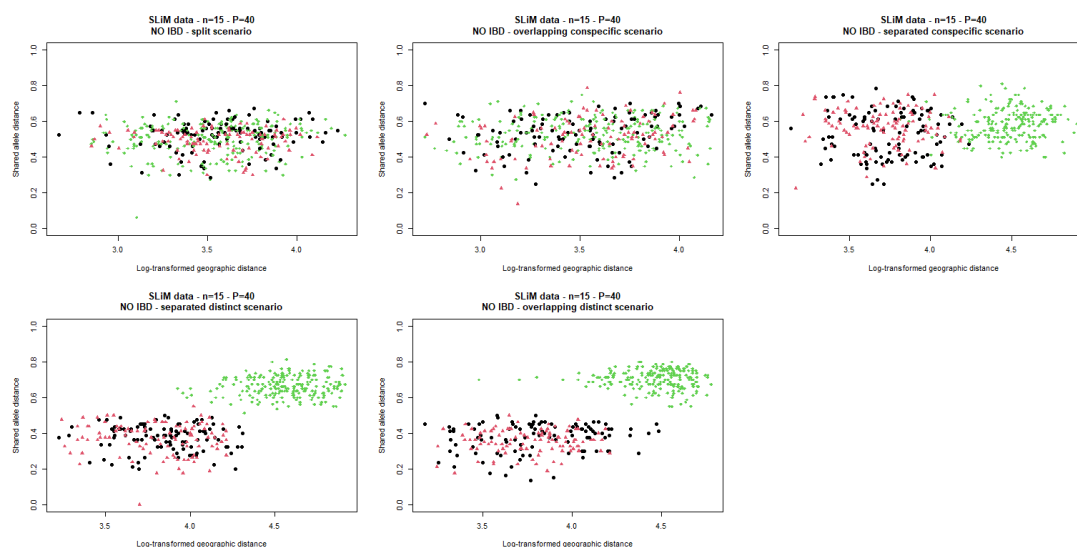 SLiM data - n=15 - P=40
NO IBD - split scenario
Shared allele distance
0.0 0.2 0.4 0.6 0.8 1.0
3.0 3.5 4.0
Log-transformed geographic distance
SLiM data - n=15 - P=40
NO IBD - overlapping conspecific scenario
Shared allele distance
0.0 0.2 0.4 0.6 0.8 1.0
3.0 3.5 4.0
Log-transformed geographic distance
SLiM data - n=15 - P=40
NO IBD - separated conspecific scenario
Shared allele distance
0.0 0.2 0.4 0.6 0.8 1.0
3.5 4.0 4.5
Log-transformed geographic distance
SLiM data - n=15 - P=40
NO IBD - separated distinct scenario
Shared allele distance
0.0 0.2 0.4 0.6 0.8 1.0
3.5 4.0 4.5
Log-transformed geographic distance
SLiM data - n=15 - P=40
NO IBD - overlapping distinct scenario
Shared allele distance
0.0 0.2 0.4 0.6 0.8 1.0
3.5 4.0 4.5
Log-transformed geographic distance